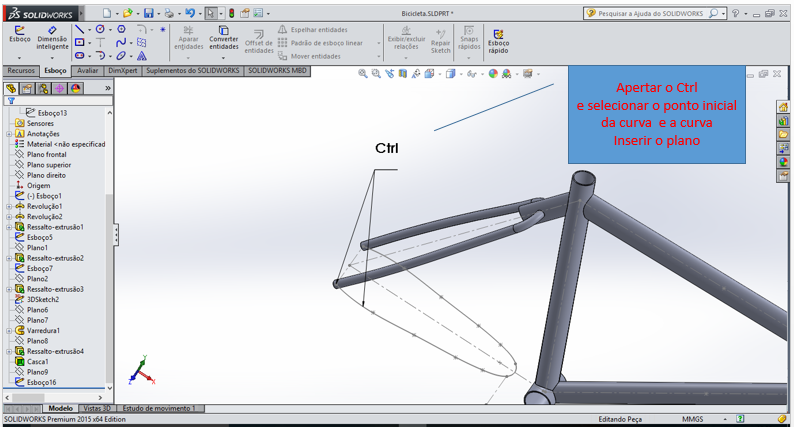 SOLIDWORKS
Bicicleta.SLDPRT *
Pesquisar a Ajuda do SOLIDWORKS
Esboço
Dimensão inteligente
Aparar entidades
Converter entidades
Offset de entidades
Espelhar entidades
Padrão de esboço linear
Mover entidades
Exibir/excluir relações
Repair Sketch
Snaps rápidos
Esboço rápido
Recursos
Esboço
Avaliar
DimXpert
Suplementos do SOLIDWORKS
SOLIDWORKS MBD
Esboço13
Sensores
Anotações
Material <não especificad
Plano frontal
Plano superior
Plano direito
Origem
(-) Esboço1
Revolução1
Revolução2
Ressalto-extrusão1
Esboço5
Plano1
Ressalto-extrusão2
Esboço7
Plano2
Ressalto-extrusão3
3DSketch2
Plano6
Plano7
Varredura1
Plano8
Ressalto-extrusão4
Casca1
Plano9
Esboço16
Ctrl
Apertar o Ctrl
e selecionar o ponto inicial
da curva e a curva
Inserir o plano
Y
X
Z
Modelo
Vistas 3D
Estudo de movimento 1
SOLIDWORKS Premium 2015 x64 Edition
Editando Peça
MMGS